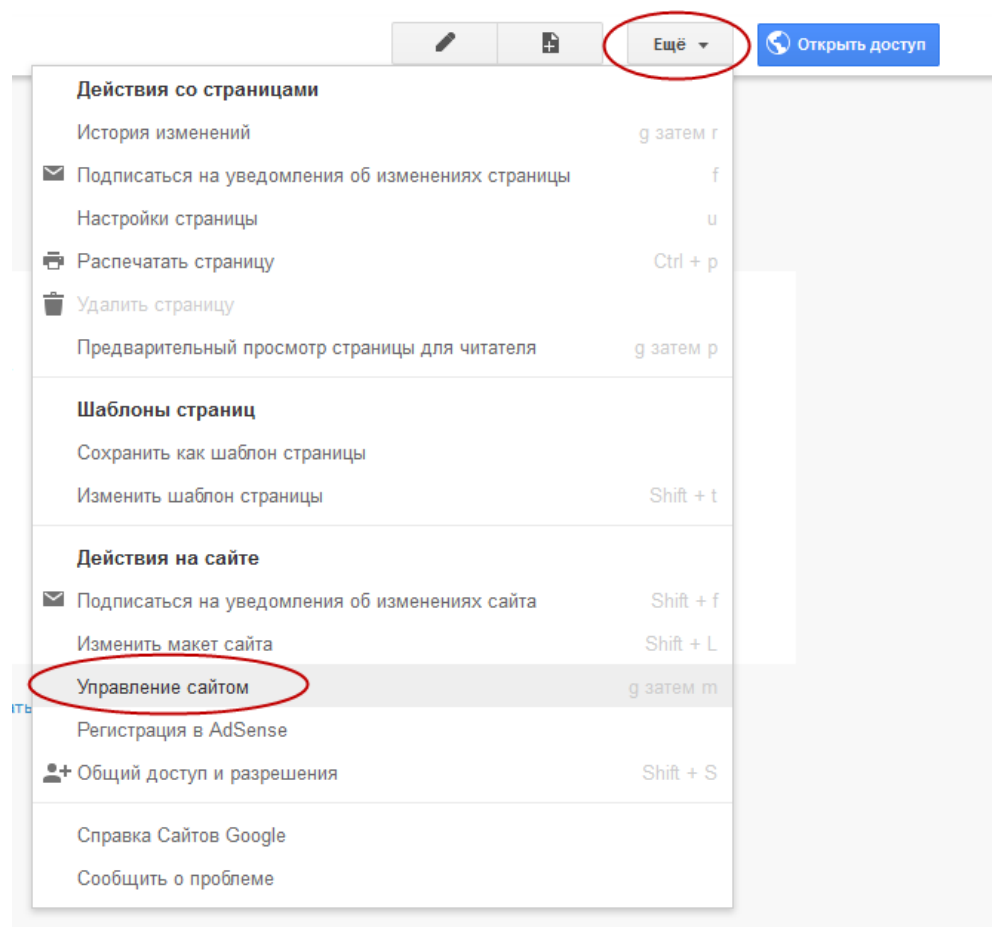 Ещё
Открыть доступ
Действия со страницами
История изменений g затем r
Подписаться на уведомления об изменениях страницы f
Настройки страницы u
Распечатать страницу Ctrl + p
Удалить страницу
Предварительный просмотр страницы для читателя g затем p
Шаблоны страниц
Сохранить как шаблон страницы
Изменить шаблон страницы Shift + t
Действия на сайте
Подписаться на уведомления об изменениях сайта Shift + f
Изменить макет сайта Shift + L
Управление сайтом g затем m
ать
Регистрация в AdSense
Общий доступ и разрешения Shift + S
Справка Сайтов Google
Сообщить о проблеме